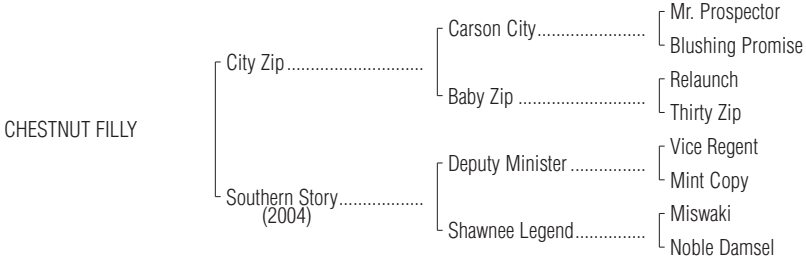 Mr. Prospector
Carson City.......................
Blushing Promise
City Zip.............................
Relaunch
Baby Zip ...........................
Thirty Zip
CHESTNUT FILLY
Vice Regent
Deputy Minister ................
Mint Copy
Southern Story..................
(2004)
Miswaki
Shawnee Legend...............
Noble Damsel